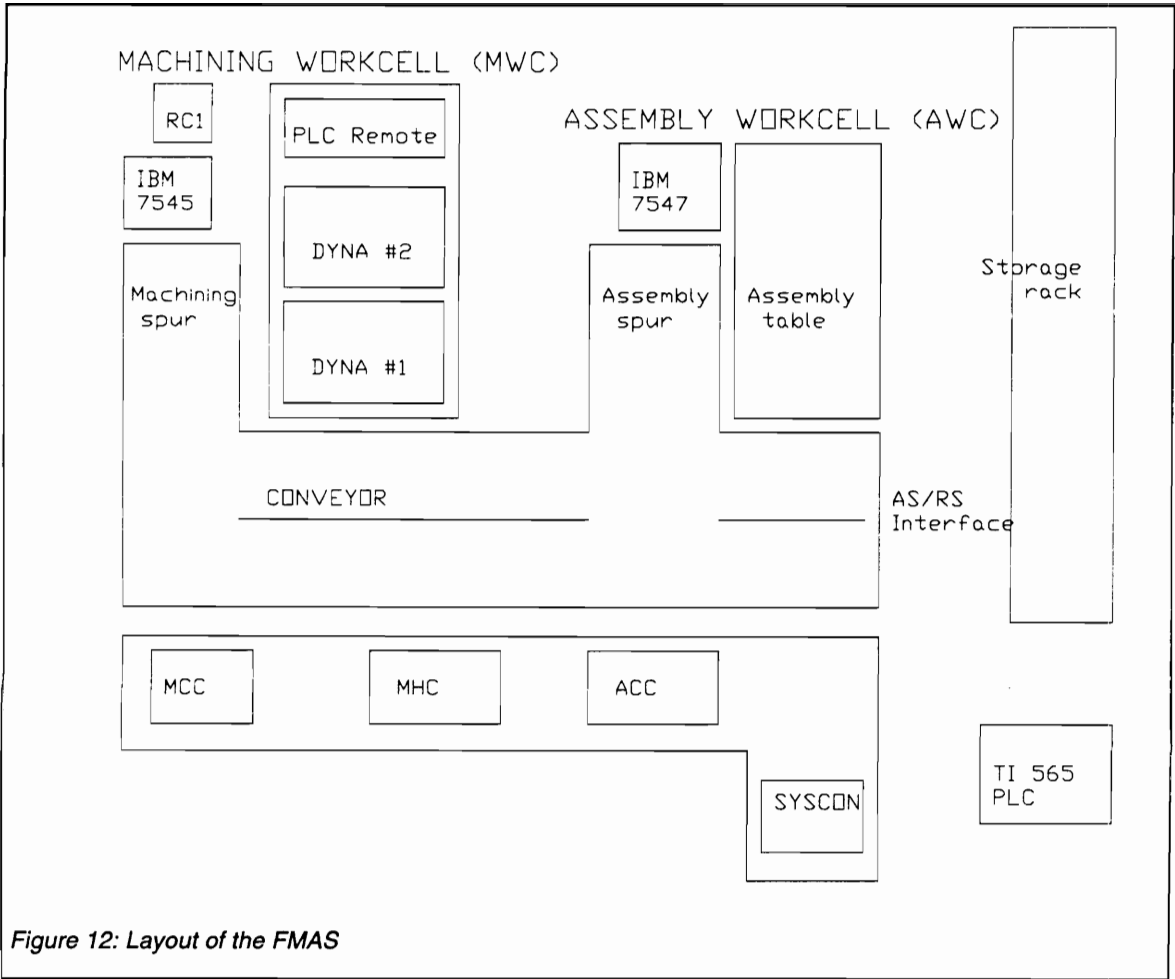 MACHINING WORKCELL (MWC)
RC1
PLC Remote
ASSEMBLY WORKCELL (AWC)
IBM
7545
IBM
7547
DYNA #2
Storage
rack
Machining
spur
Assembly
spur
Assembly
table
DYNA #1
CONVEYOR
AS/RS
Interface
MCC
MHC
ACC
TI 565
PLC
SYSCON
Figure 12: Layout of the FMAS